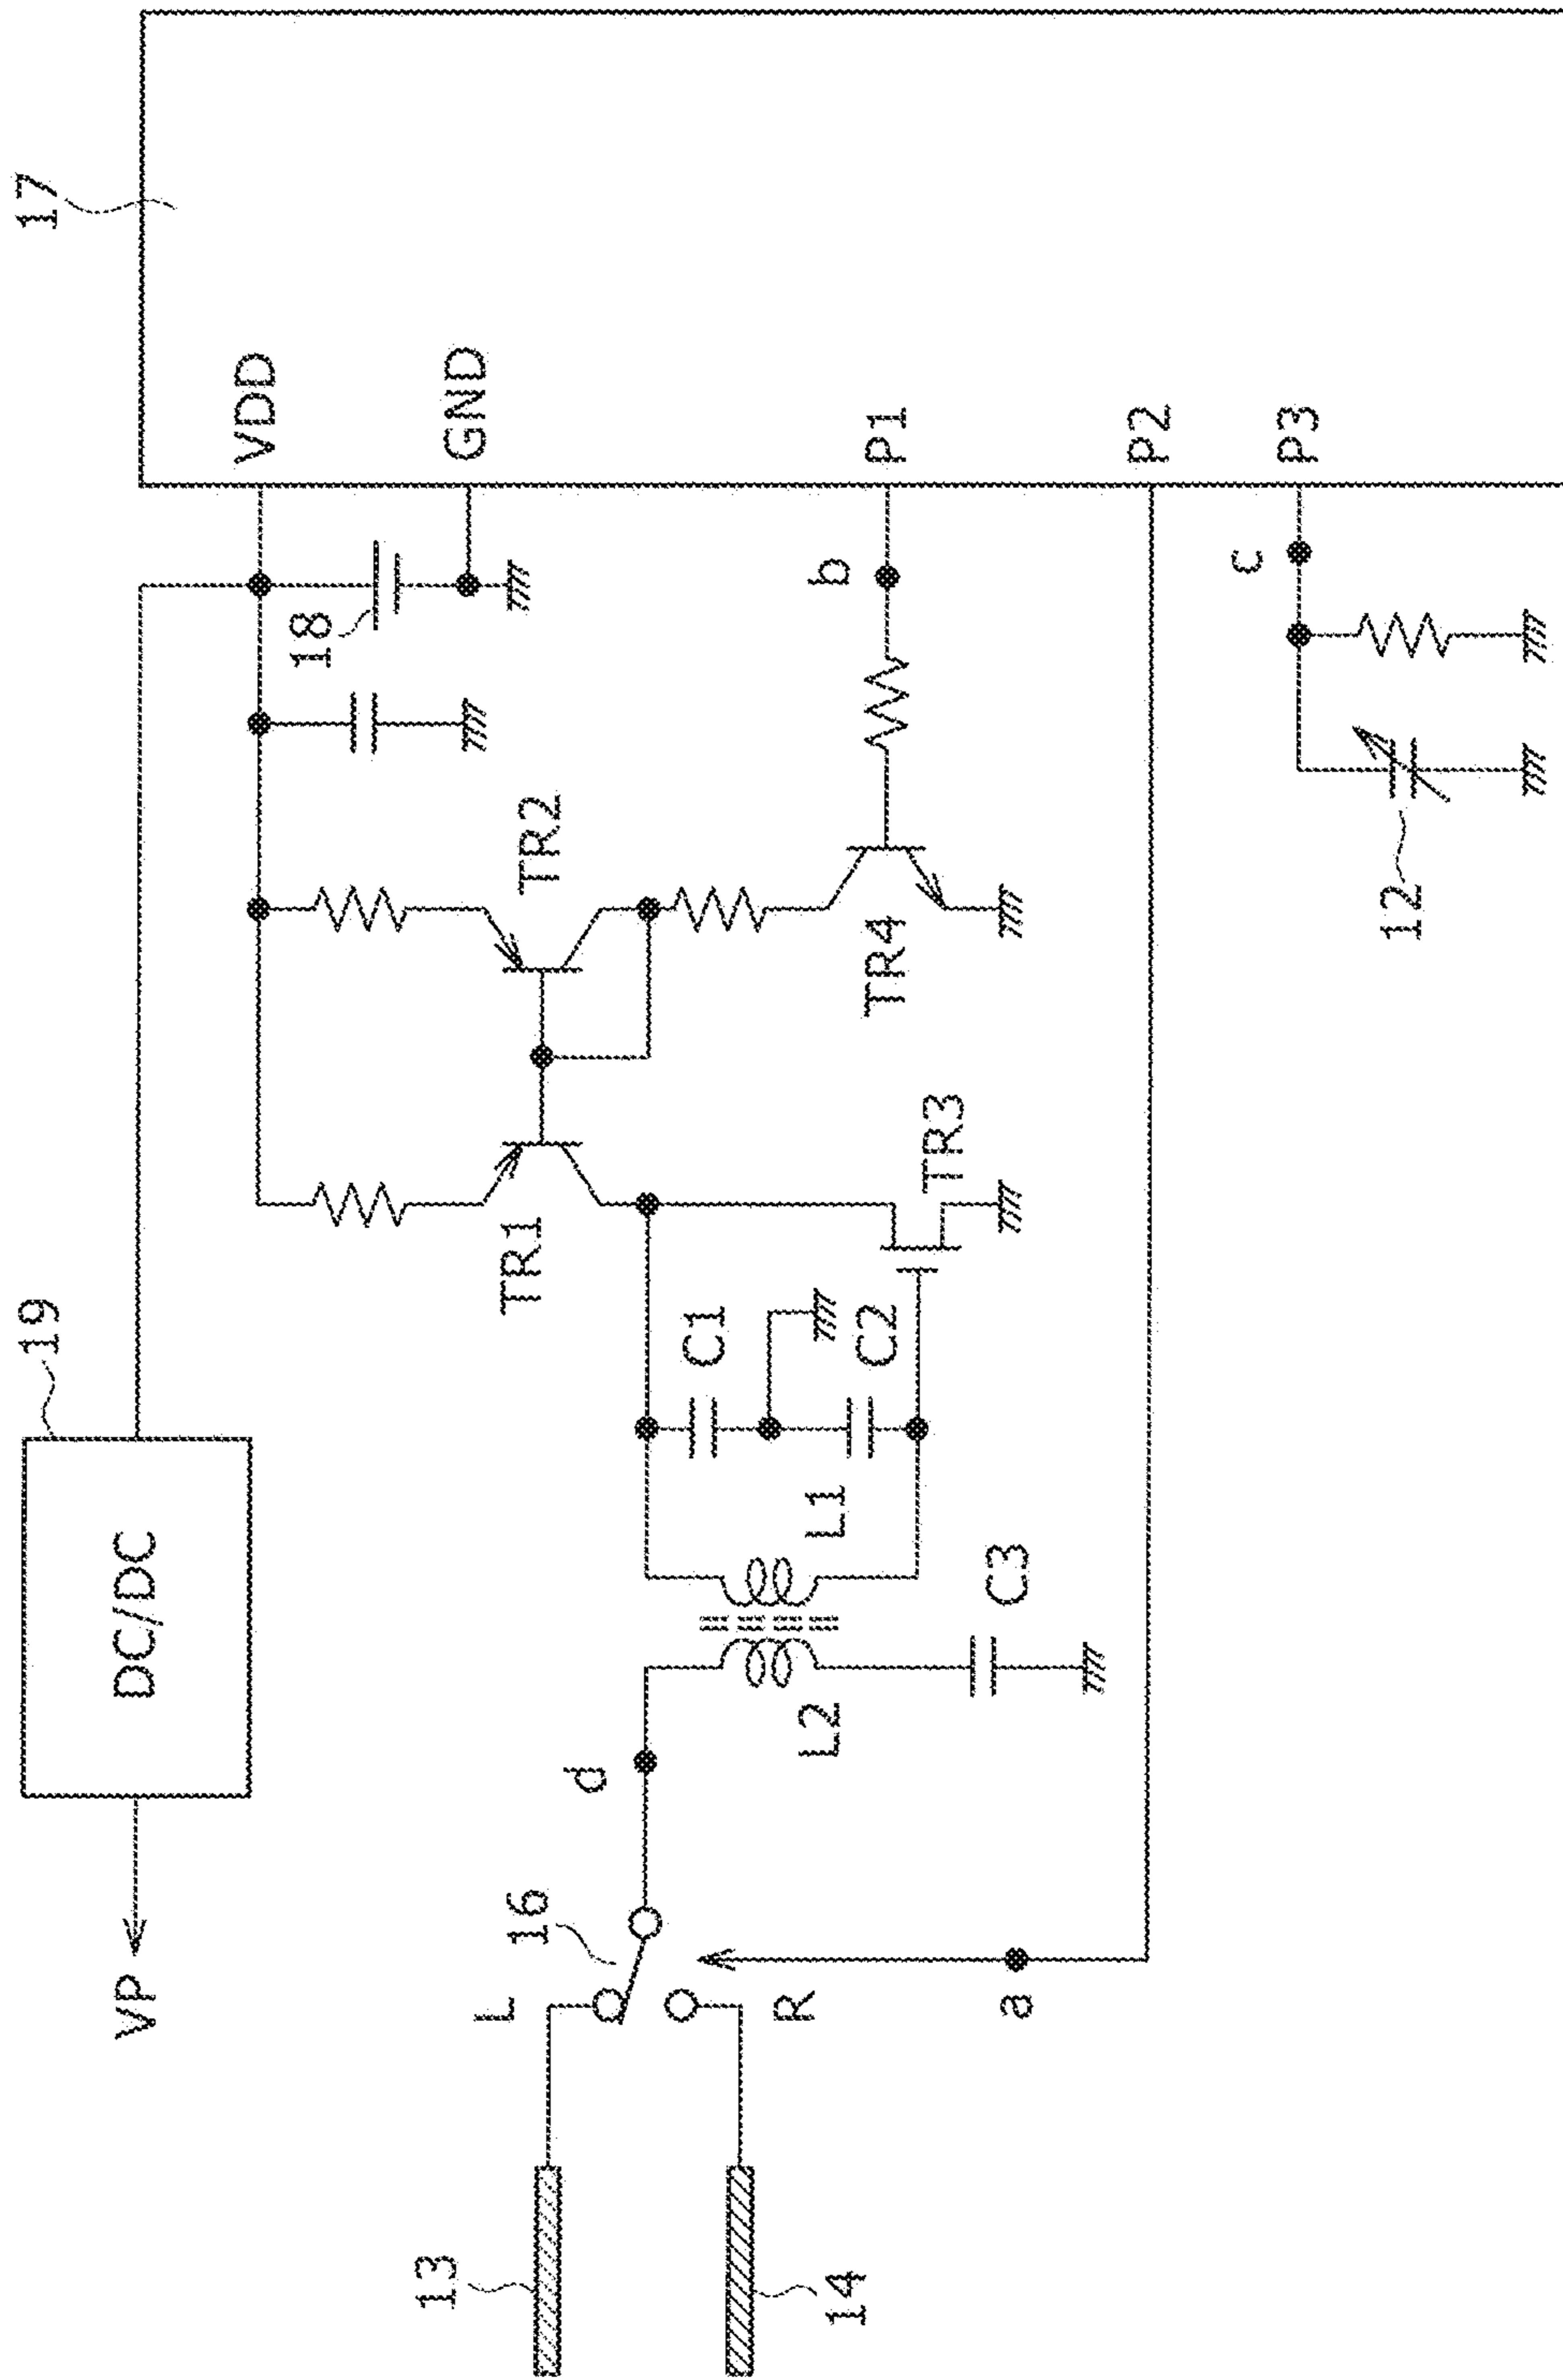 VP
DC/DC
19
17
VDD
GND
18
TR1
TR2
13
L
16
d
L2
L1
C1
C2
TR3
TR4
b
P1
14
R
C3
a
P2
12
c
P3